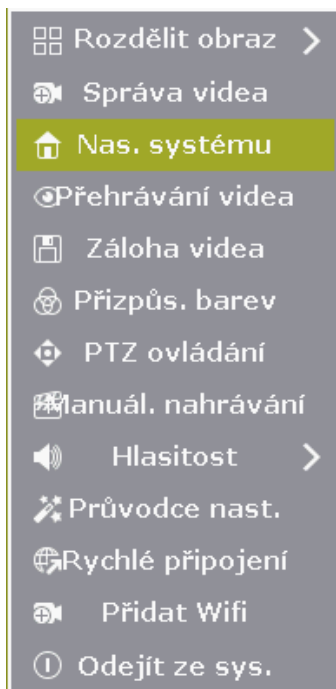 Rozdělit obraz
Správa videa
Nas. systému
Přehrávání videa
Záloha videa
Přizpůs. barev
PTZ ovládání
Manuál. nahrávání
Hlasitost
Průvodce nast.
Rychlé připojení
Přidat Wifi
Odejít ze sys.